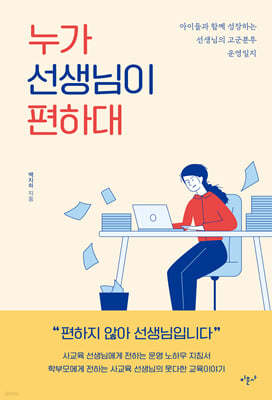 아이들과 함께 성장하는
선생님의 고군분투
운영일지
누가
선생님이
편하대
백지의 지음
“편하지 않아 선생님입니다”
사교육 선생님에게 전하는 운영 노하우 지침서
학부모에게 전하는 사교육 선생님의 못다한 교육이야기
미문사